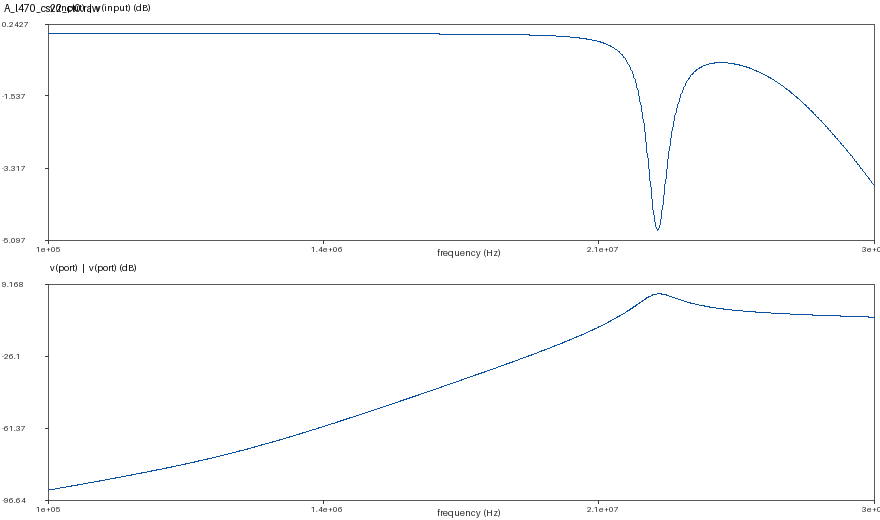 v(input) (dB)
0.2427
-1.537
-3.317
-5.097
1e+05
1.4e+06
2.1e+07
3e+0
frequency (Hz)
v(port) | v(port) (dB)
9.168
-26.1
-61.37
-96.64
1e+05
1.4e+06
2.1e+07
3e+0
frequency (Hz)